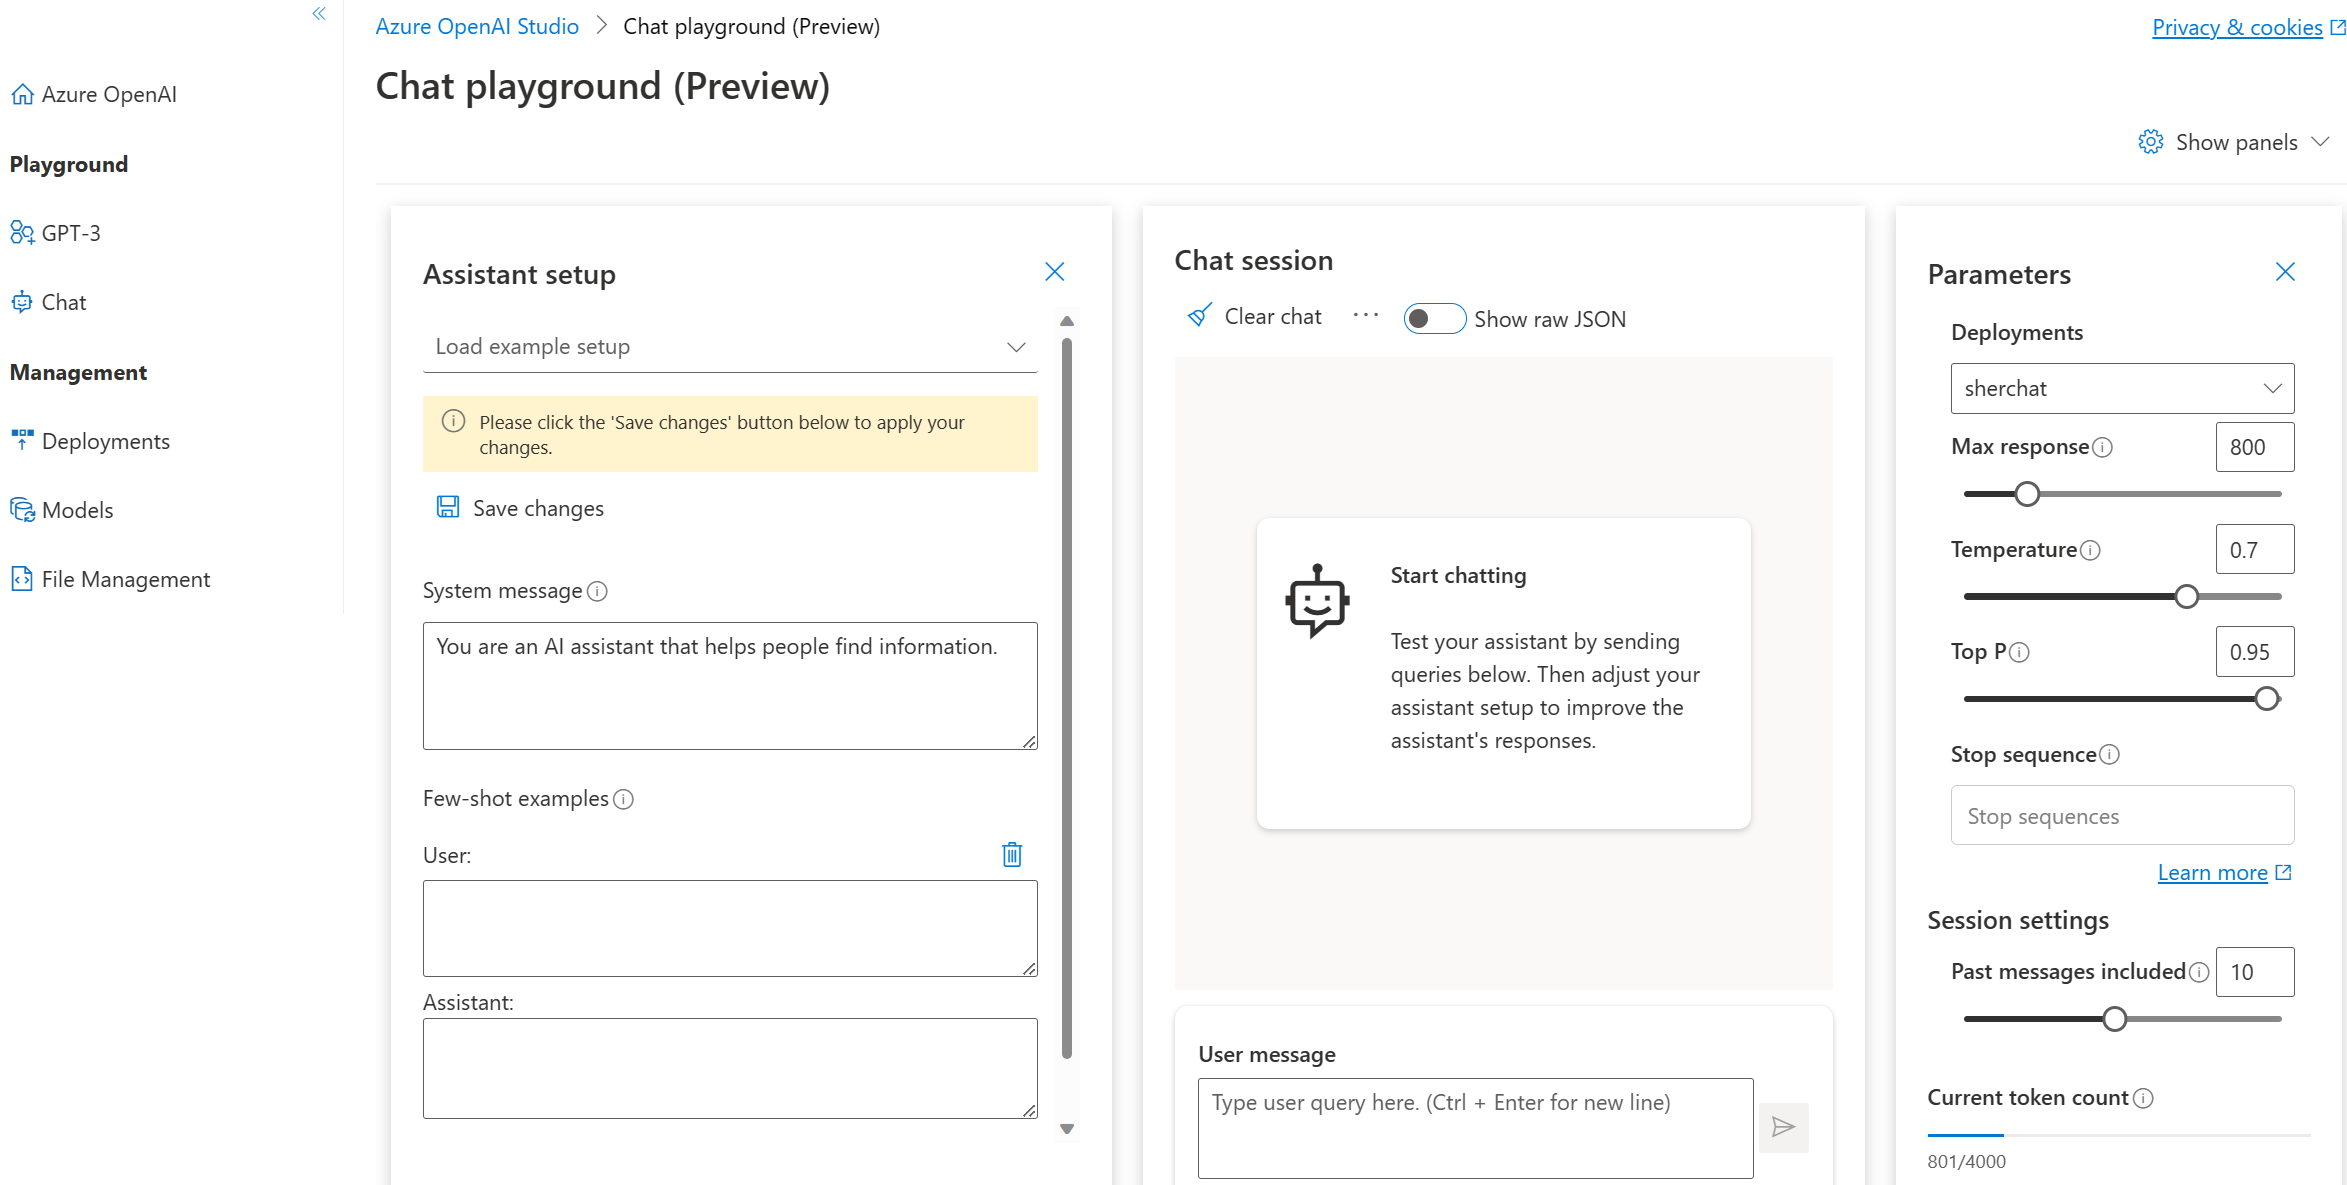 Azure OpenAI
Playground
GPT-3
Chat
Management
Deployments
Models
File Management
Azure OpenAI Studio > Chat playground (Preview)
Privacy & cookies
Chat playground (Preview)
Show panels
Assistant setup
Load example setup
Please click the 'Save changes' button below to apply your
changes.
Save changes
System message
You are an AI assistant that helps people find information.
Few-shot examples
User:
Assistant:
Chat session
Clear chat
...
Show raw JSON
Start chatting
Test your assistant by sending
queries below. Then adjust your
assistant setup to improve the
assistant's responses.
User message
Type user query here. (Ctrl + Enter for new line)
Parameters
Deployments
sherchat
Max response 800
Temperature 0.7
Top P 0.95
Stop sequence
Stop sequences
Learn more
Session settings
Past messages included 10
Current token count
801/4000